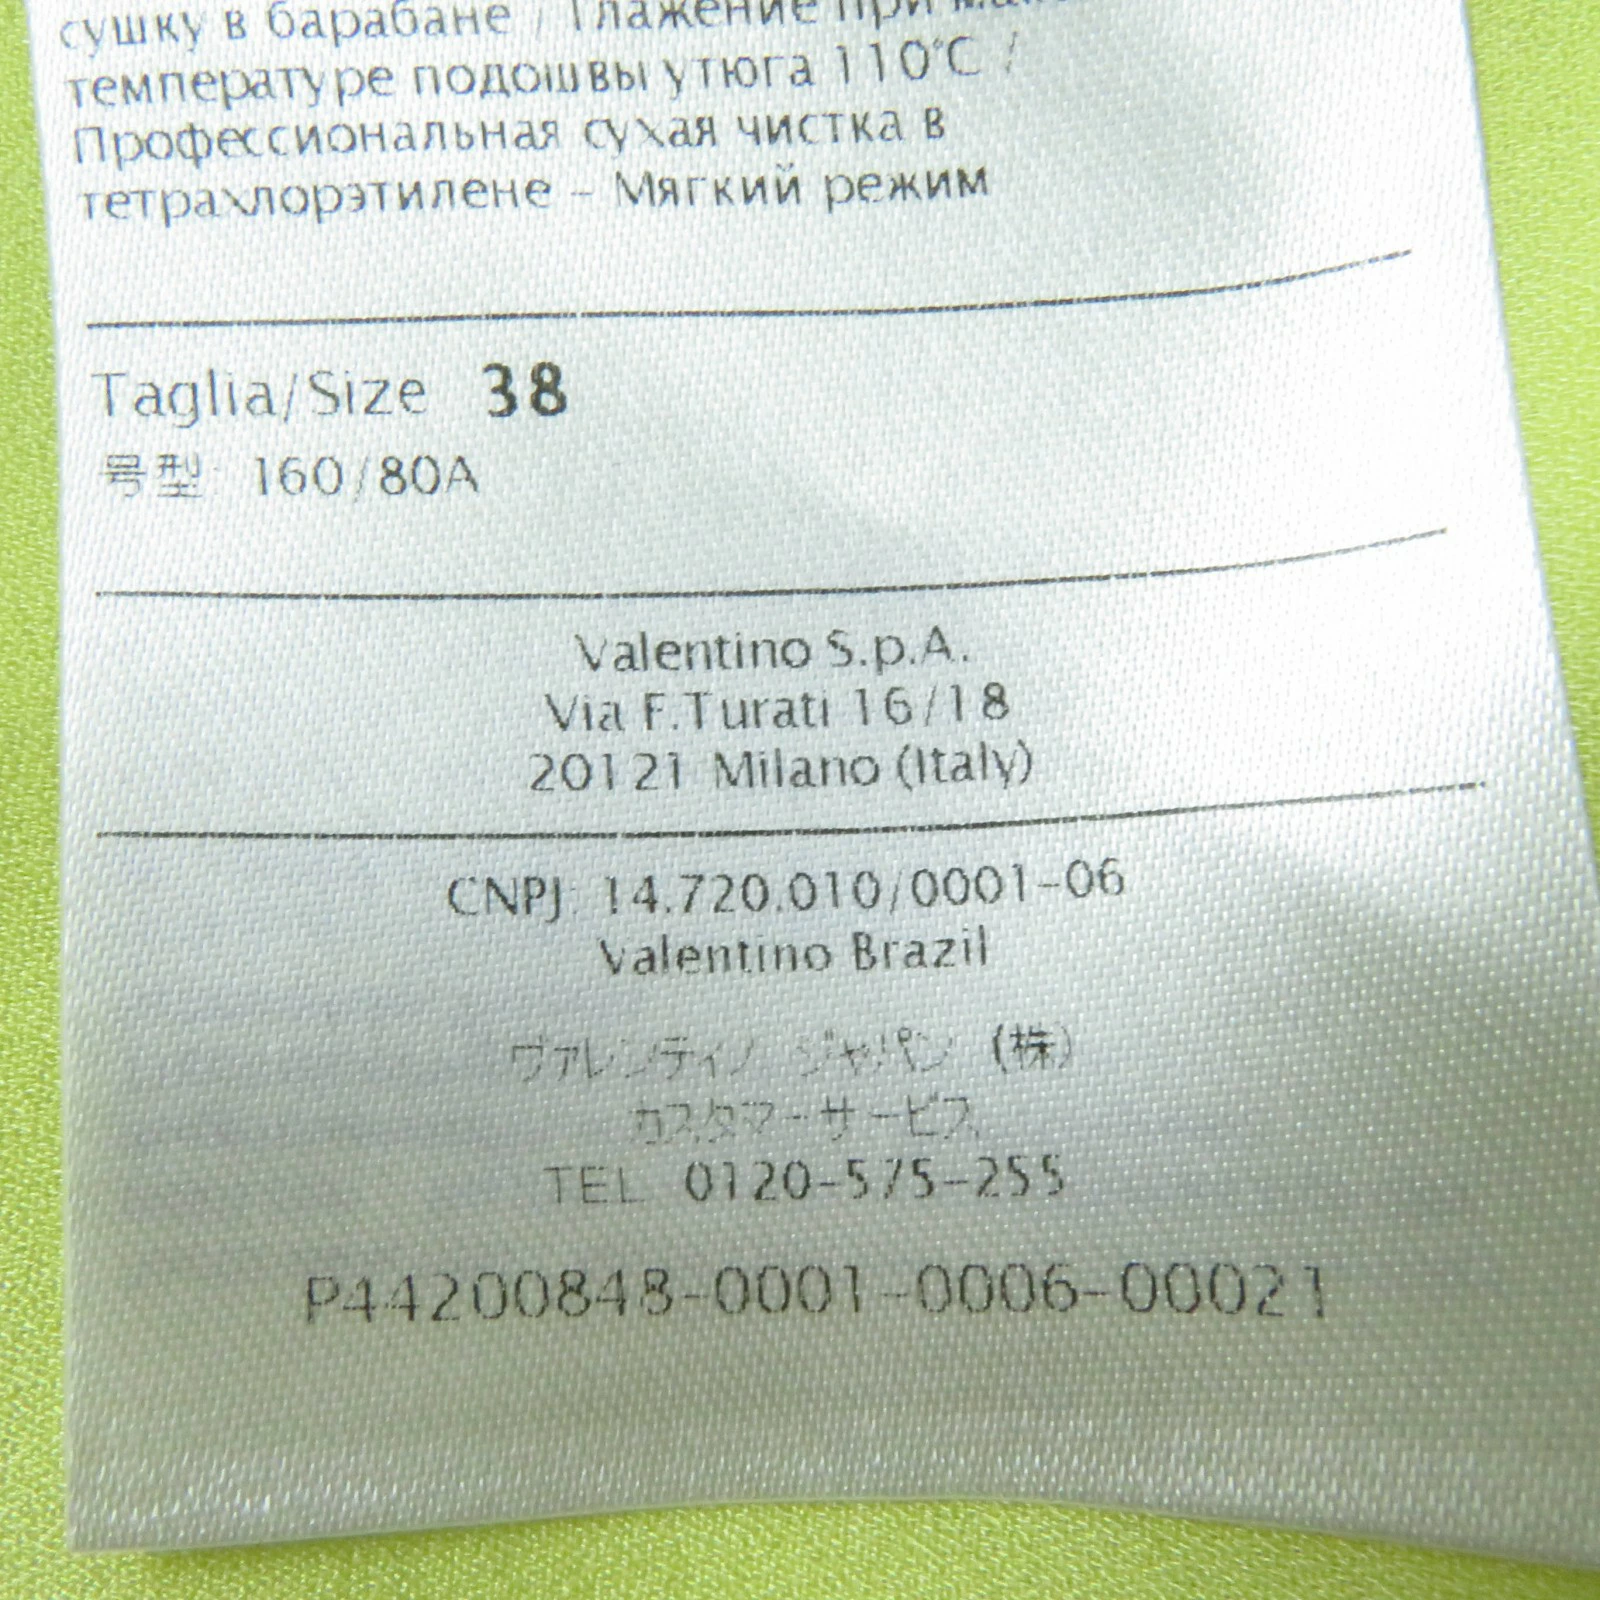 сушку в барабане / Глажение при
температуре подошвы утюга 110°C /
Профессиональная сухая чистка в
тетрахлорэтилене – Мягкий режим
Taglia/Size 38
号型: 160/80A
Valentino S.p.A.
Via F.Turati 16/18
20121 Milano (Italy)
CNPJ: 14.720.010/0001-06
Valentino Brazil
ヴァレンティノ ジャパン (株)
カスタマーサービス
TEL 0120-575-255
P44200848-0001-0006-00021